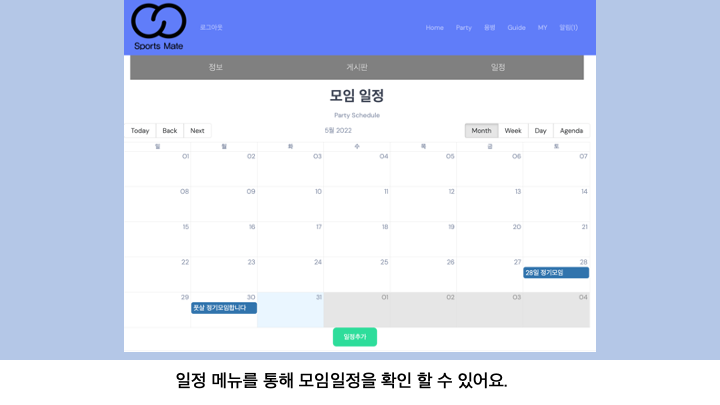 Sports Mate
로그아웃 Home Party 용병 Guide MY 알림(1)
정보 게시판 일정
모임 일정
Party Schedule
Today Back Next 5월 2022 Month Week Day Agenda
일 월 화 수 목 금 토
01 02 03 04 05 06 07
08 09 10 11 12 13 14
15 16 17 18 19 20 21
22 23 24 25 26 27 28
28일 정기모임
29 30 31 01 02 03 04
풋살 정기모임합니다
일정추가
일정 메뉴를 통해 모임일정을 확인 할 수 있어요.